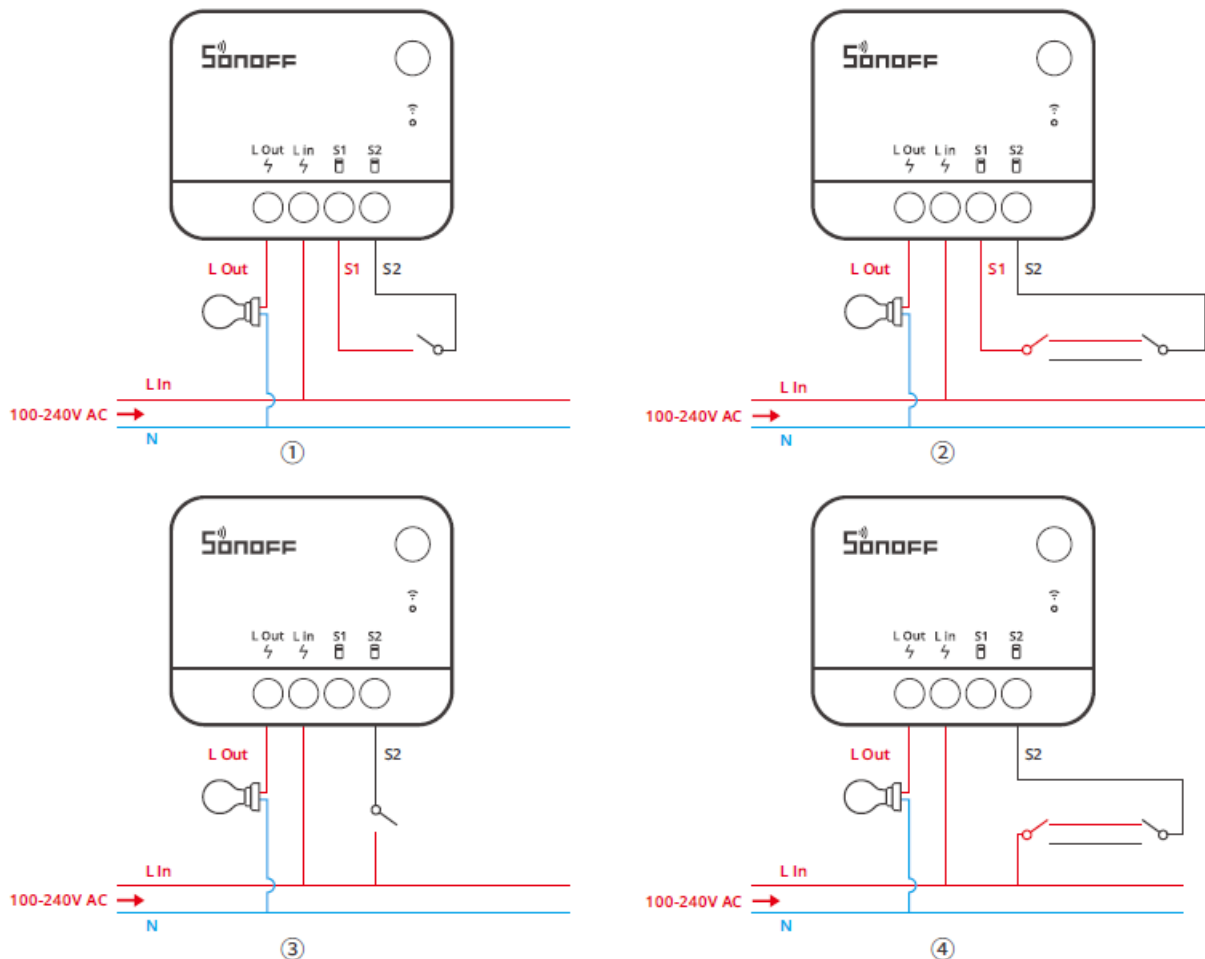 SONOFF
L Out L in S1 S2
L Out S1 S2
L In
100-240V AC
N
①
SONOFF
L Out L in S1 S2
L Out S1 S2
L In
100-240V AC
N
②
SONOFF
L Out L in S1 S2
L Out S2
L In
100-240V AC
N
③
SONOFF
L Out L in S1 S2
L Out S2
L In
100-240V AC
N
④